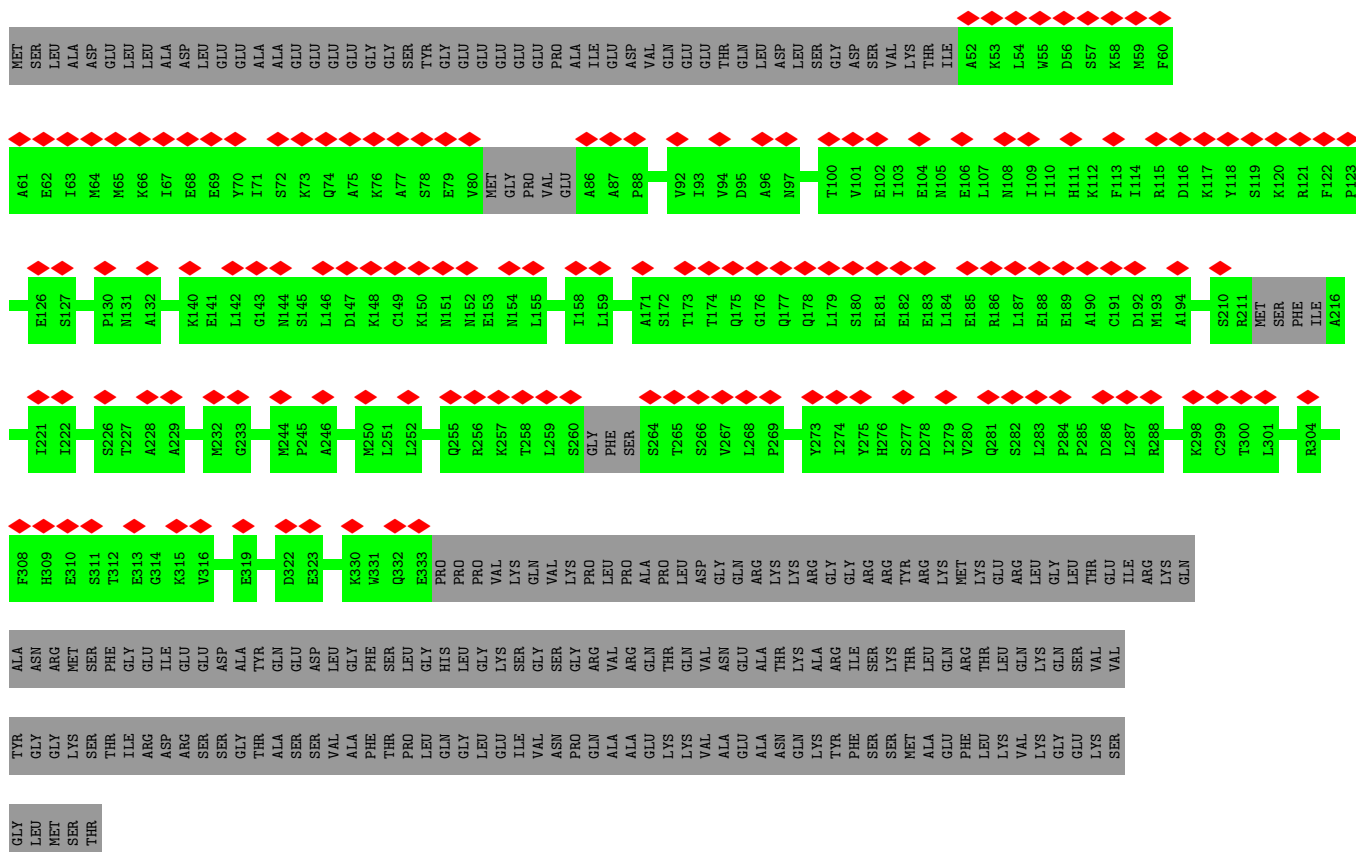 MET SER LEU ALA ASP GLU LEU LEU ALA ASP LEU GLU GLU ALA ALA GLU GLU GLU GLU GLY GLY SER TYR GLY GLU GLU GLU GLU GLU PRO ALA ILE GLU ASP VAL GLN GLU GLU THR GLN LEU ASP LEU SER GLY ASP SER VAL LYS THR ILE A52 K53 L54 W55 D56 S57 K58 M59 F60
A61 E62 I63 M64 M65 K66 I67 E68 E69 Y70 I71 S72 K73 Q74 A75 K76 A77 S78 E79 V80 MET GLY PRO VAL GLU A86 A87 P88 V92 I93 V94 D95 A96 N97 T100 V101 E102 I103 E104 N105 E106 L107 N108 I109 I110 H111 K112 F113 I114 R115 D116 K117 Y118 S119 K120 R121 F122 P123
E126 S127 P130 N131 A132 K140 E141 L142 G143 N144 S145 L146 D147 K148 C149 K150 N151 N152 E153 N154 L155 I158 L159 A171 S172 T173 T174 Q175 G176 Q177 Q178 L179 S180 E181 E182 E183 L184 E185 R186 L187 E188 E189 A190 C191 D192 M193 A194 S210 R211 MET SER PHE ILE A216
I221 I222 S226 T227 A228 A229 M232 G233 M244 P245 A246 M250 L251 L252 Q255 R256 K257 T258 L259 S260 GLY PHE SER S264 T265 S266 V267 L268 P269 Y273 I274 Y275 H276 S277 D278 I279 V280 Q281 S282 L283 P284 P285 D286 L287 R288 K298 C299 T300 L301 R304
F308 H309 E310 S311 T312 E313 G314 K315 V316 E319 D322 E323 K330 W331 Q332 E333 PRO PRO PRO VAL LYS GLN VAL LYS PRO LEU PRO ALA PRO LEU ASP GLY GLN ARG LYS LYS ARG GLY GLY ARG ARG TYR ARG LYS MET LYS GLU ARG LEU GLY LEU THR GLU ILE ARG LYS GLN
ALA ASN ARG MET SER PHE GLY GLU ILE GLU GLU ASP ALA TYR GLN GLU ASP LEU GLY PHE SER LEU GLY HIS LEU GLY LYS SER GLY SER GLY ARG VAL ARG GLN THR GLN VAL ASN GLU ALA THR LYS ALA ARG ILE SER LYS THR LEU GLN ARG THR LEU GLN LYS GLN SER VAL VAL
TYR GLY GLY LYS SER THR ILE ARG ASP ARG SER SER GLY THR ALA SER SER VAL ALA PHE THR PRO LEU GLN GLY LEU GLU ILE VAL ASN PRO GLN ALA ALA GLU LYS LYS VAL ALA GLU ALA ASN GLN LYS TYR PHE SER SER MET ALA GLU PHE LEU LYS VAL LYS GLY GLU LYS SER
GLY LEU MET SER THR